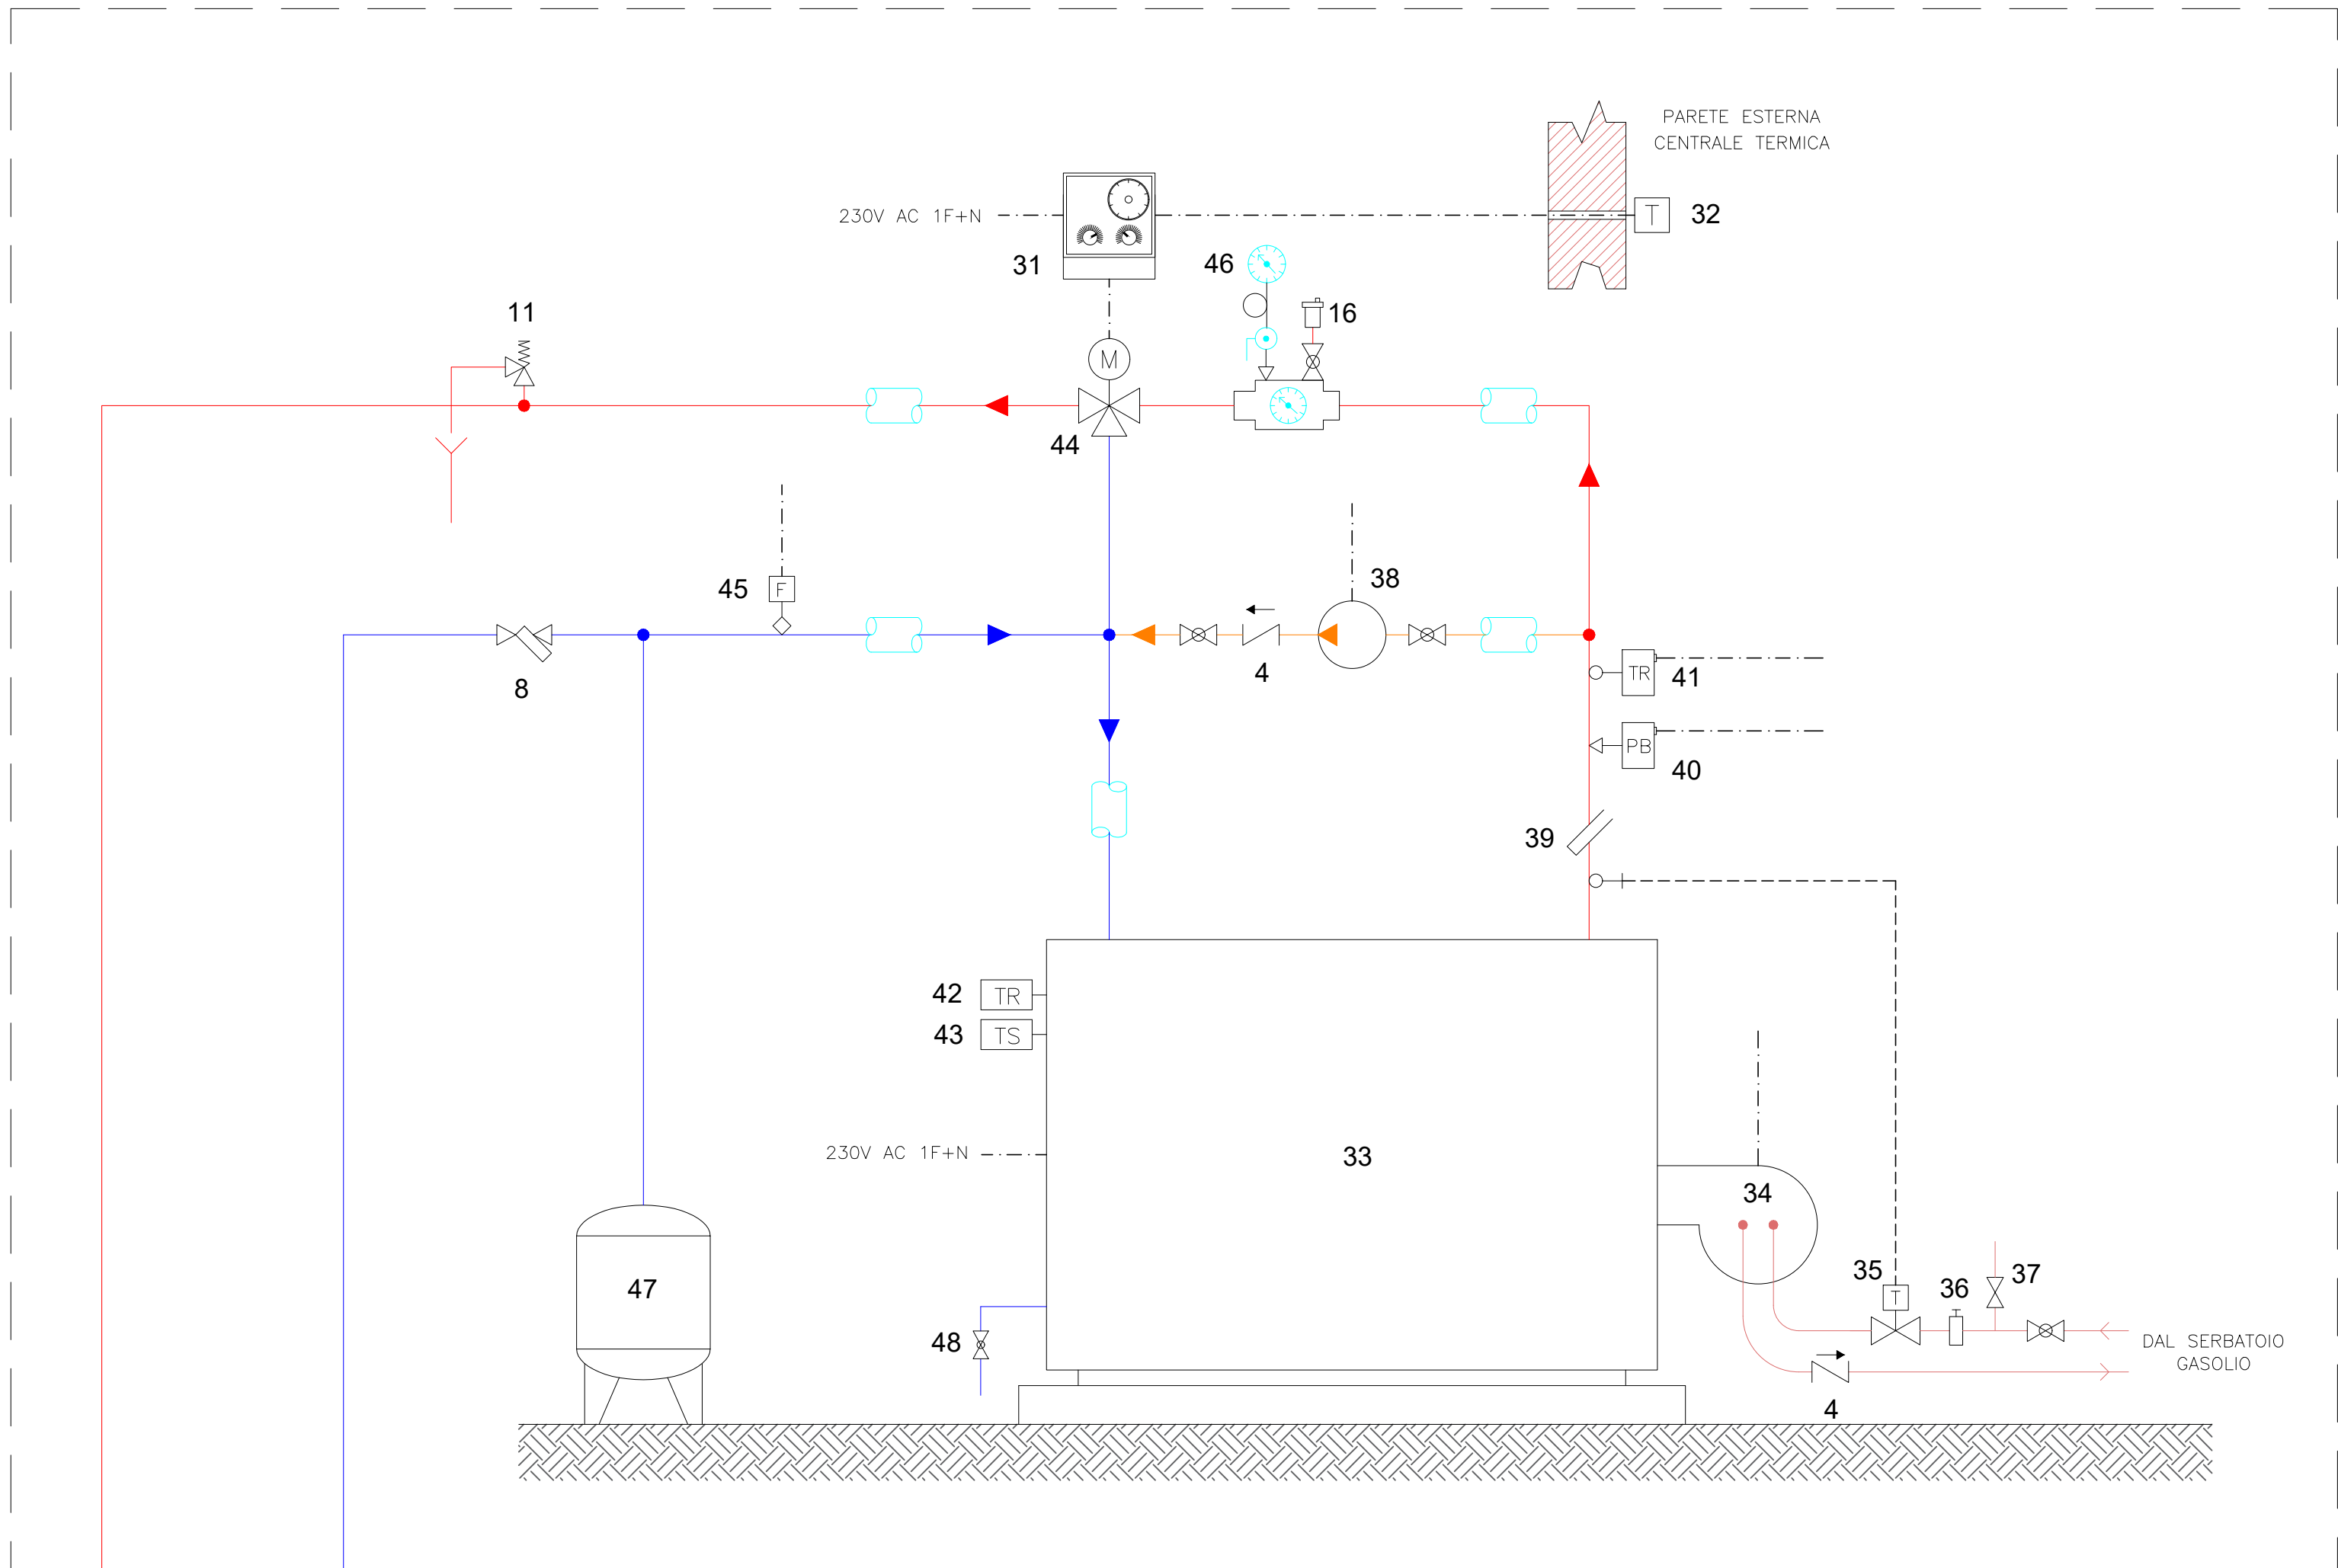 PARETE ESTERNA
CENTRALE TERMICA
230V AC 1F+N
T
32
31
46
16
11
M
44
45
F
38
8
4
TR
41
PB
40
39
42
TR
43
TS
230V AC 1F+N
33
34
47
35
T
36
37
48
DAL SERBATOIO
GASOLIO
4